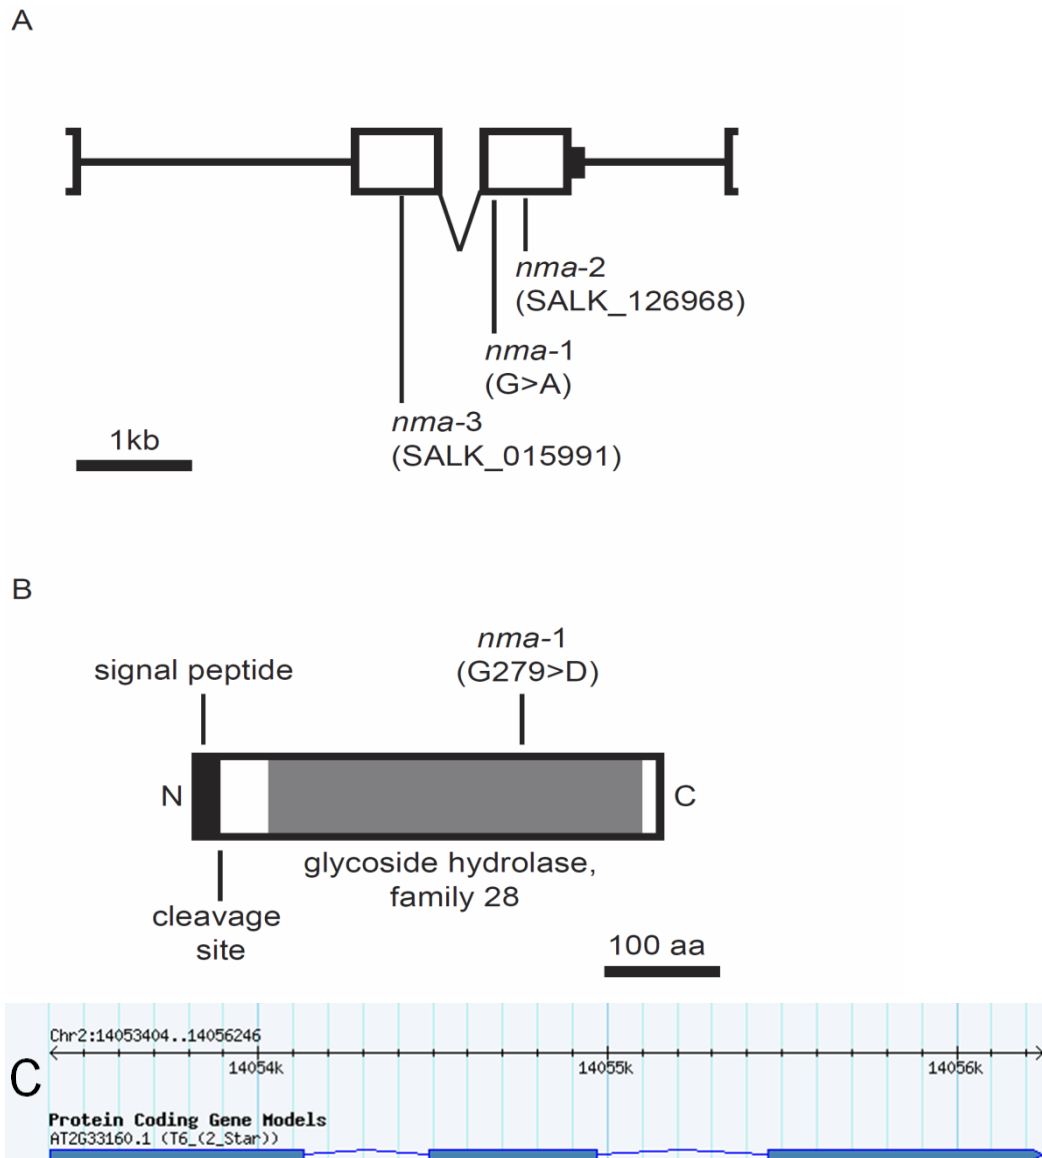 A
nma-2
(SALK_126968)
nma-1
(G>A)
nma-3
(SALK_015991)
1kb
B
nma-1
(G279>D)
signal peptide
N
C
glycoside hydrolase,
family 28
cleavage
site
100 aa
C
Chr2:14053404..14056246
14054k 14055k 14056k
Protein Coding Gene Models
AT2G33160.1 (T6_(2_Star))